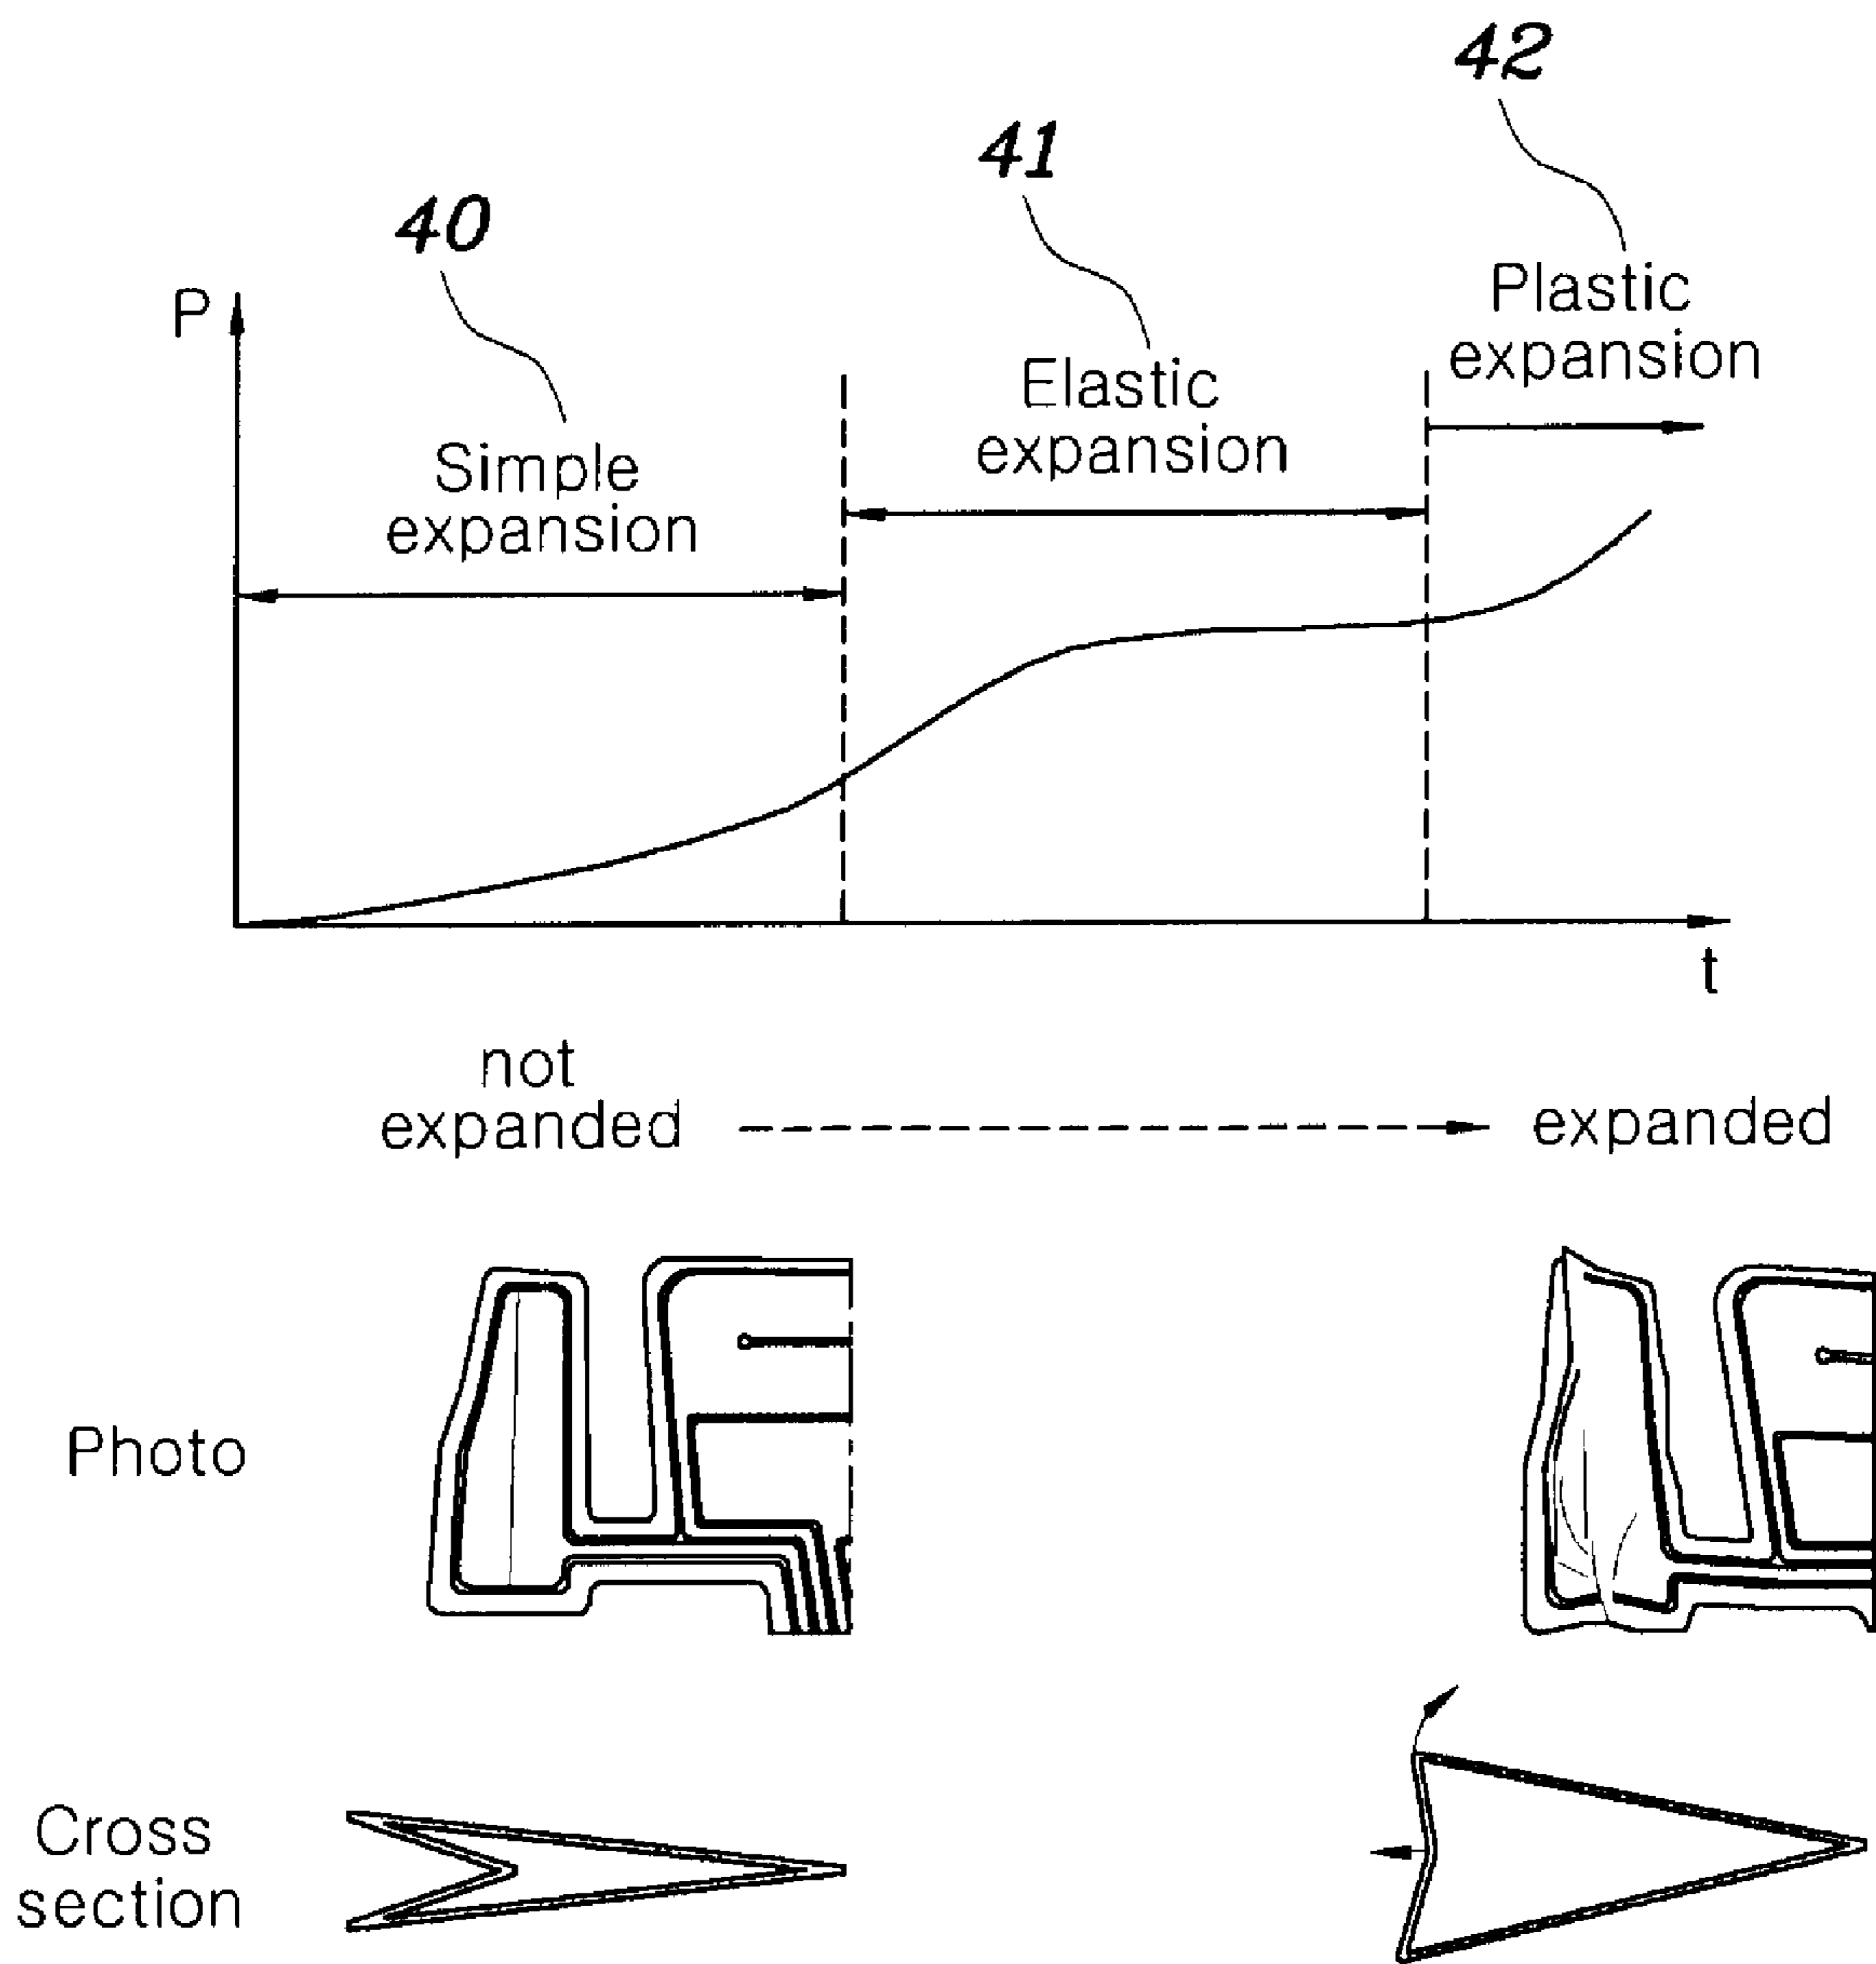 42
41
40
P
Plastic
expansion
Elastic
expansion
Simple
expansion
t
not
expanded
expanded
Photo
Cross
section